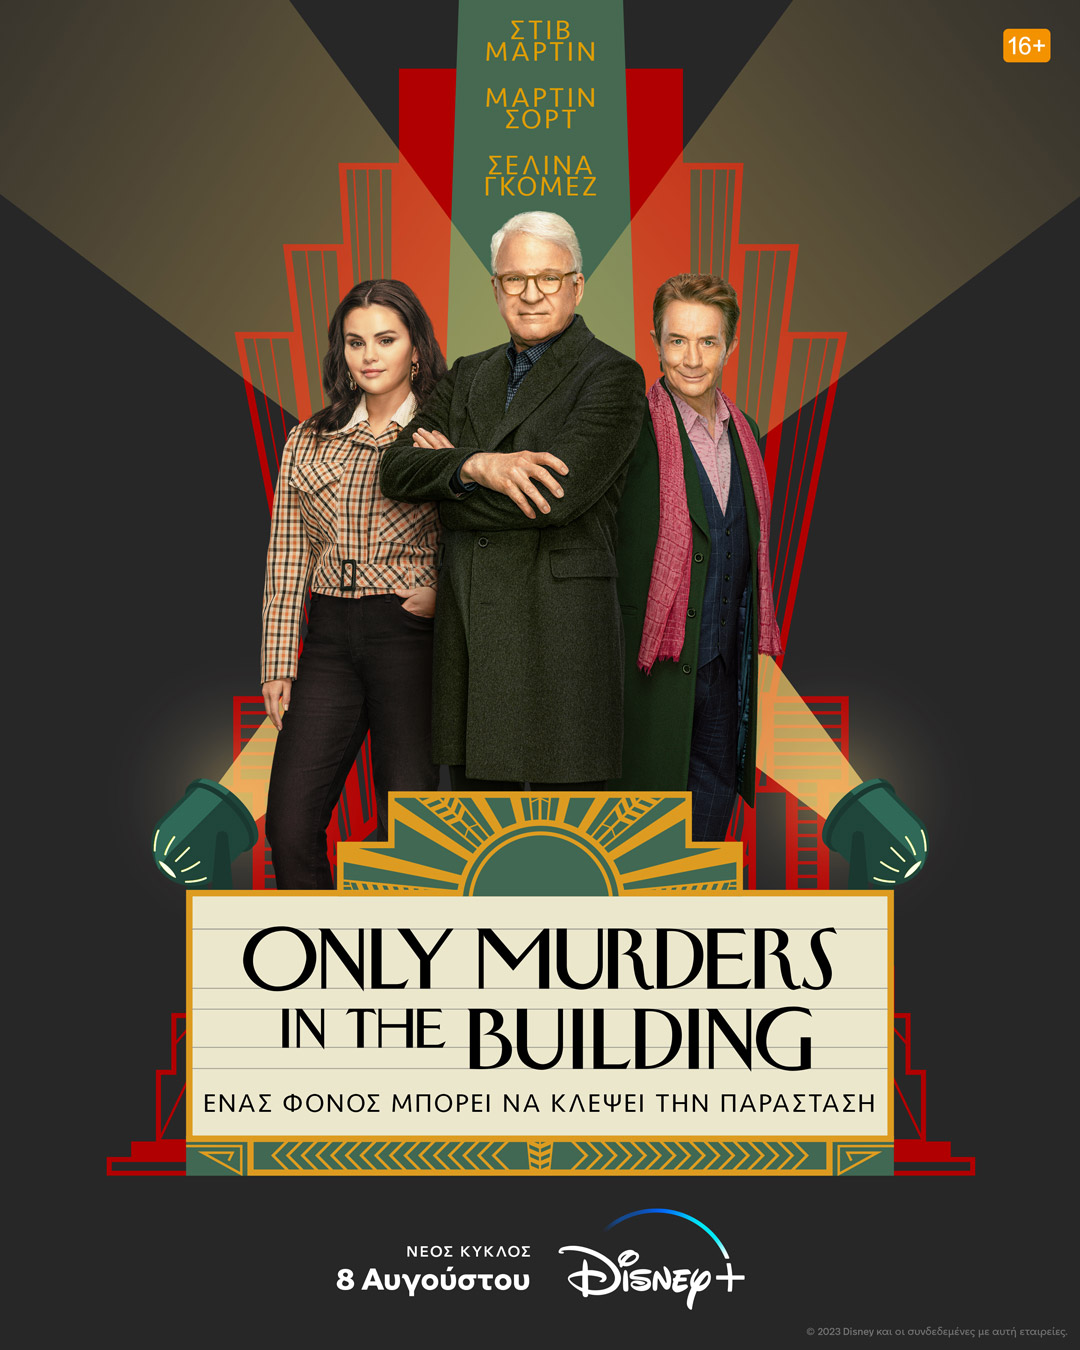 ΣΤΙΒ
ΜΑΡΤΙΝ
ΜΑΡΤΙΝ
ΣΟΡΤ
ΣΕΛΙΝΑ
ΓΚΟΜΕΖ
16+
ONLY MURDERS
IN THE BUILDING
ΕΝΑΣ ΦΟΝΟΣ ΜΠΟΡΕΙ ΝΑ ΚΛΕΨΕΙ ΤΗΝ ΠΑΡΑΣΤΑΣΗ
ΝΕΟΣ ΚΥΚΛΟΣ
8 Αυγούστου
Disney+
© 2023 Disney και οι συνδεδεμένες με αυτή εταιρείες.